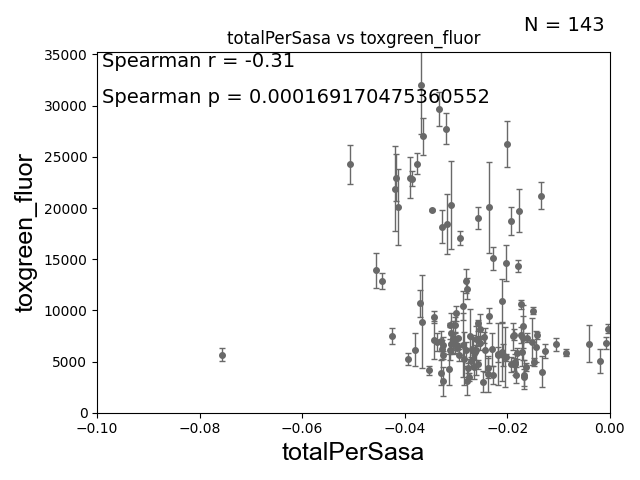 N = 143
totalPerSasa vs toxgreen_fluor
Spearman r = -0.31
Spearman p = 0.000169170475360552
toxgreen_fluor
35000
30000
25000
20000
15000
10000
5000
0
−0.10
−0.08
−0.06
−0.04
−0.02
0.00
totalPerSasa